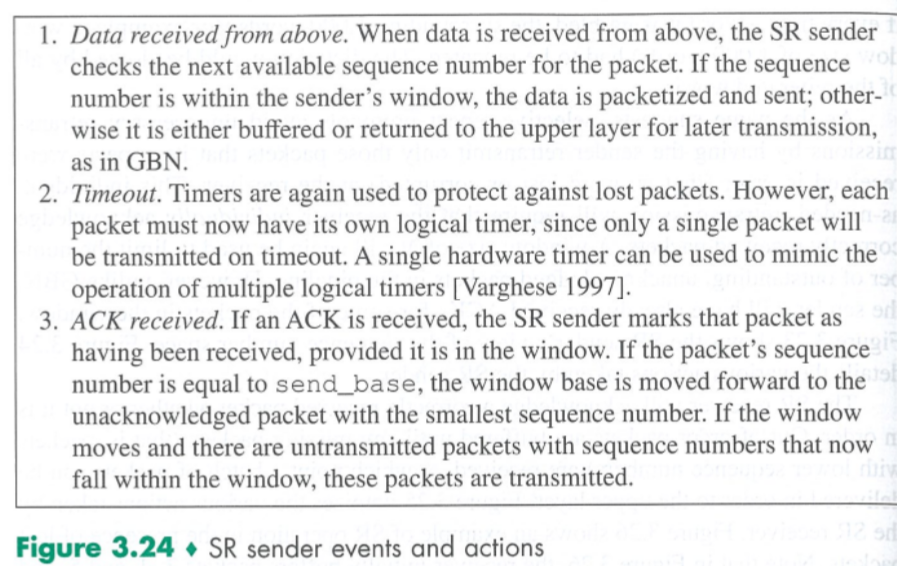 1. Data received from above. When data is received from above, the SR sender
checks the next available sequence number for the packet. If the sequence
number is within the sender's window, the data is packetized and sent; other-
wise it is either buffered or returned to the upper layer for later transmission,
as in GBN.
2. Timeout. Timers are again used to protect against lost packets. However, each
packet must now have its own logical timer, since only a single packet will
be transmitted on timeout. A single hardware timer can be used to mimic the
operation of multiple logical timers [Varghese 1997].
3. ACK received. If an ACK is received, the SR sender marks that packet as
having been received, provided it is in the window. If the packet's sequence
number is equal to send_base, the window base is moved forward to the
unacknowledged packet with the smallest sequence number. If the window
moves and there are untransmitted packets with sequence numbers that now
fall within the window, these packets are transmitted.
Figure 3.24 ♦ SR sender events and actions